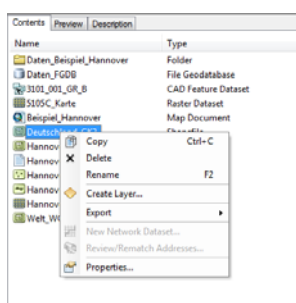 Contents Preview Description
Name Type
Daten_Beispiel_Hannover Folder
Daten_FGDB File Geodatabase
3101_001_GR_B CAD Feature Dataset
5105C_Karte Raster Dataset
Beispiel_Hannover Map Document
Deutschland_GK3 Shapefile
Hannov
Copy Ctrl+C
Hannov
Delete
Hannov
Rename F2
Hannov
Create Layer...
Hannov
Export
Welt_W
New Network Dataset...
Review/Rematch Addresses...
Properties...